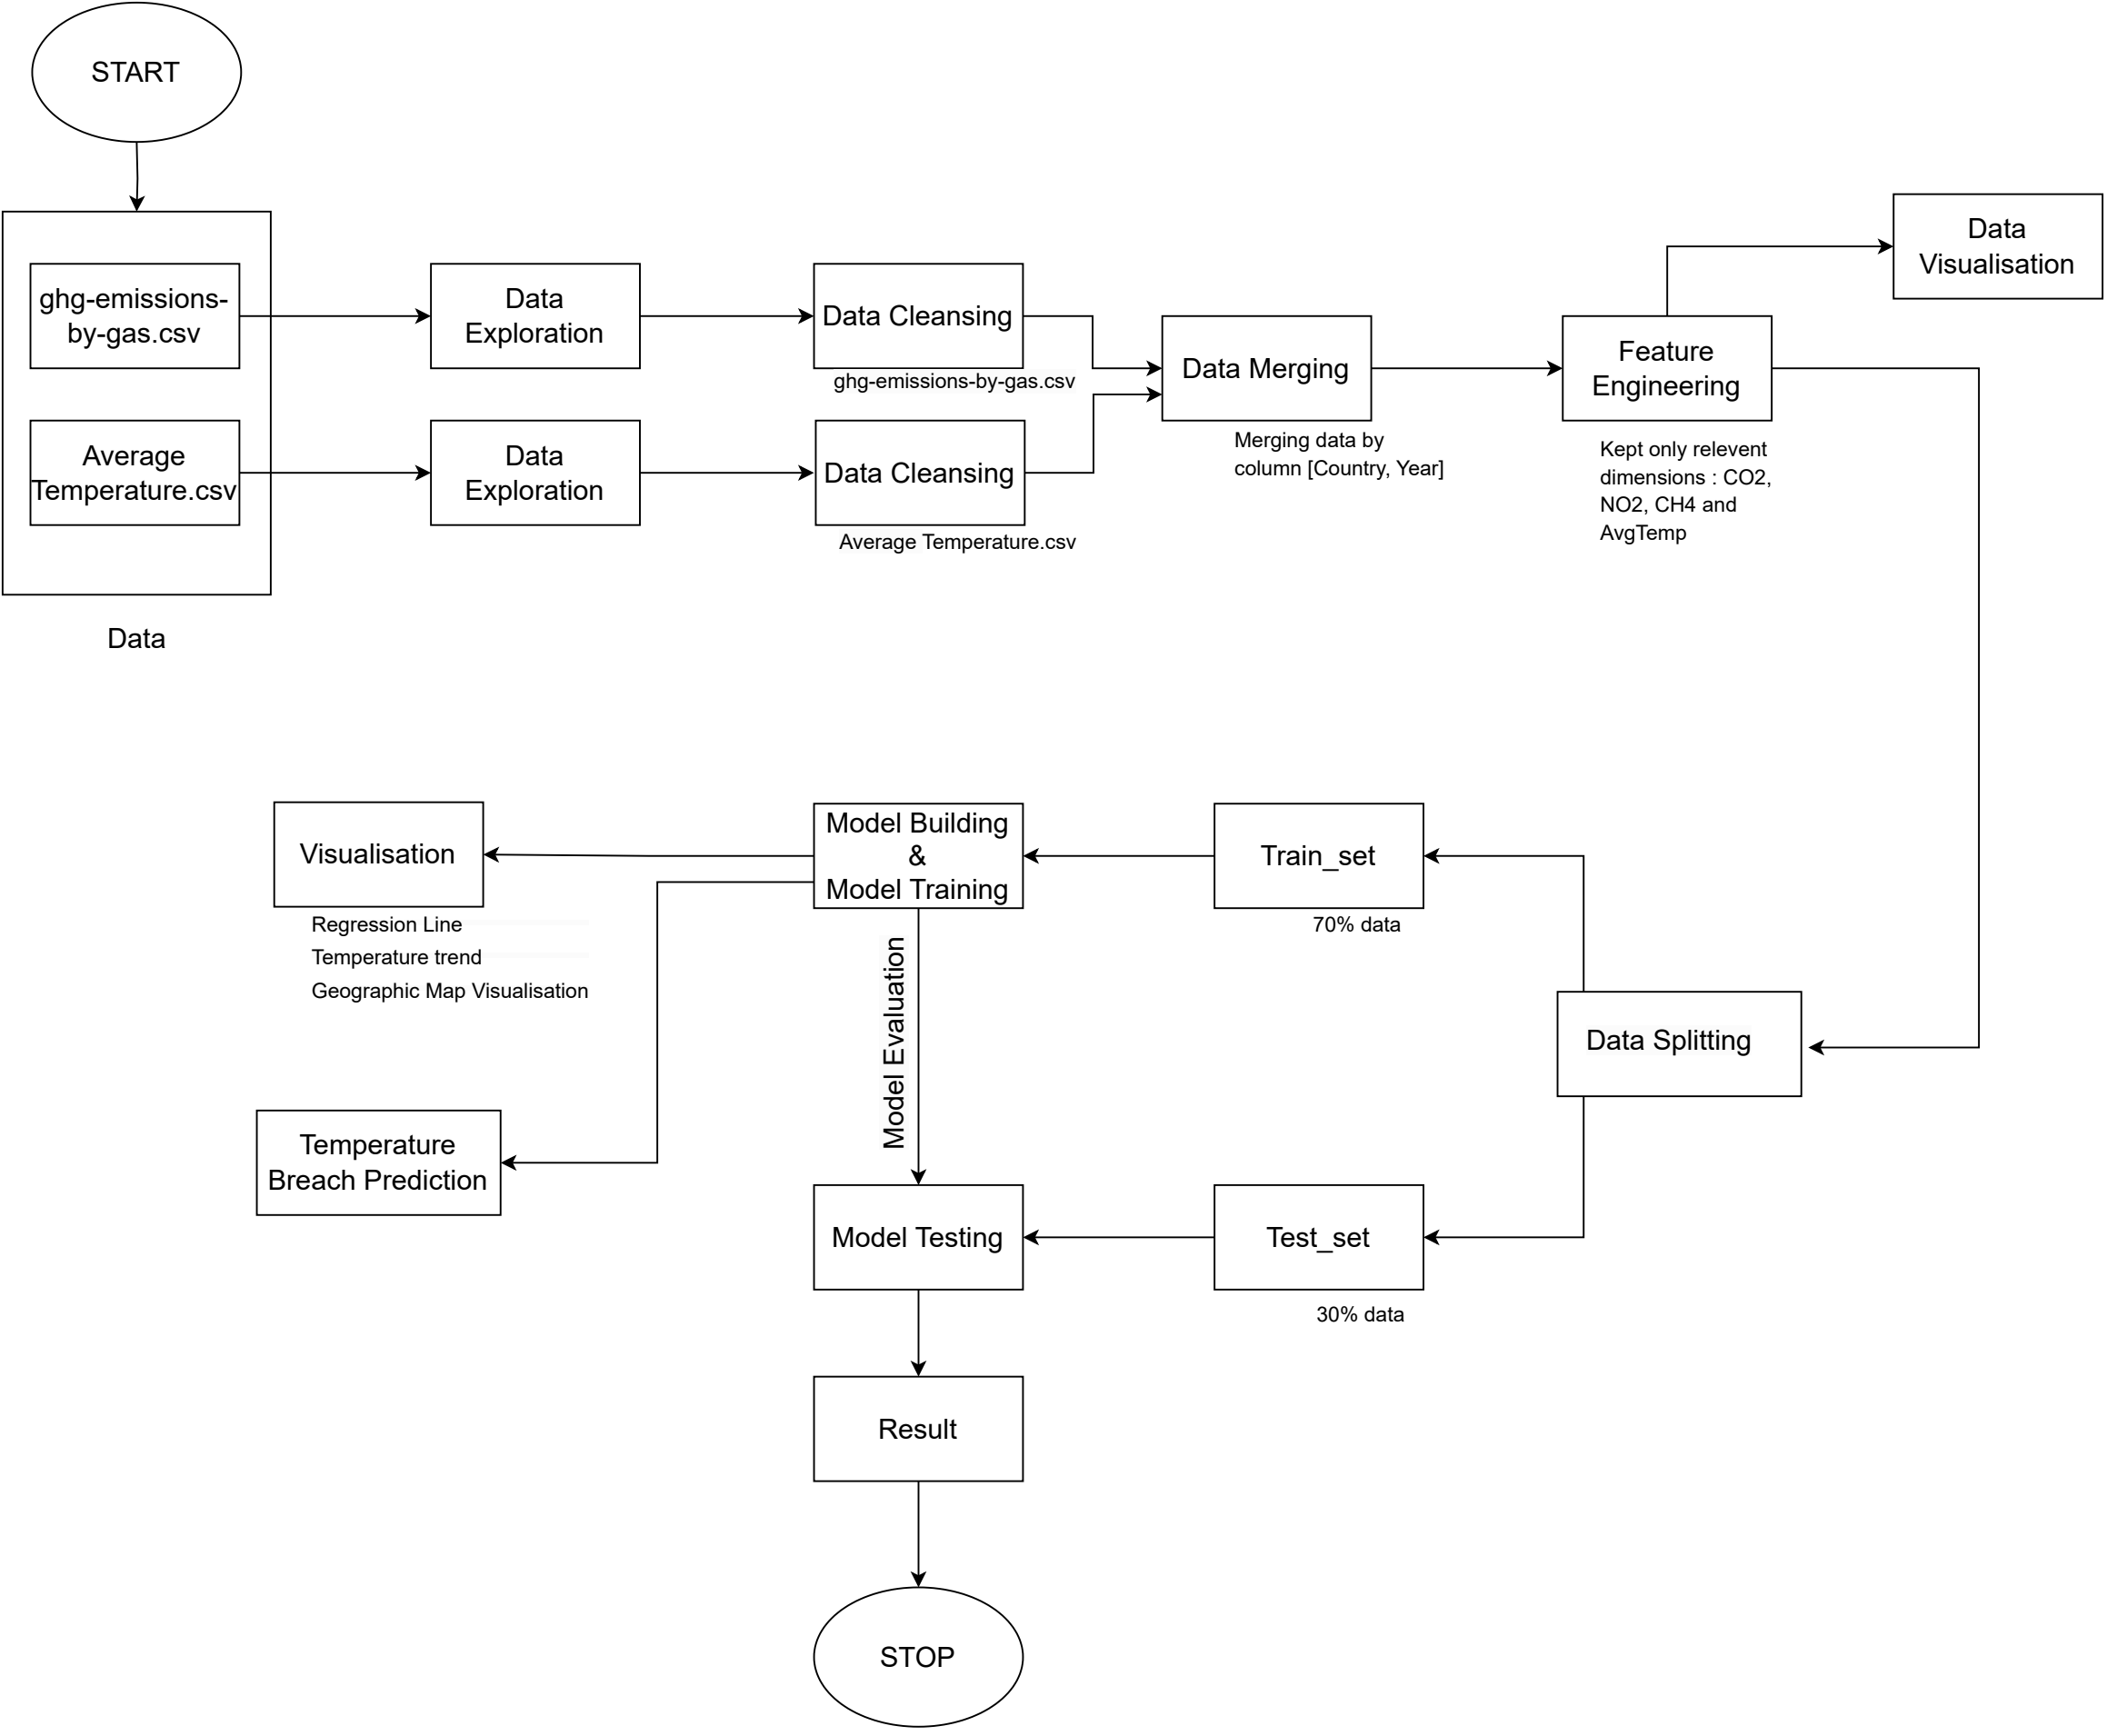 START
ghg-emissions-
by-gas.csv
Average
Temperature.csv
Data
Data
Exploration
Data
Exploration
Data Cleansing
ghg-emissions-by-gas.csv
Data Cleansing
Average Temperature.csv
Data Merging
Merging data by
column [Country, Year]
Feature
Engineering
Kept only relevent
dimensions : CO2,
NO2, CH4 and
AvgTemp
Data
Visualisation
Data Splitting
Train_set
70% data
Test_set
30% data
Model Building
&
Model Training
Model Evaluation
Model Testing
Visualisation
Regression Line
Temperature trend
Geographic Map Visualisation
Temperature
Breach Prediction
Result
STOP